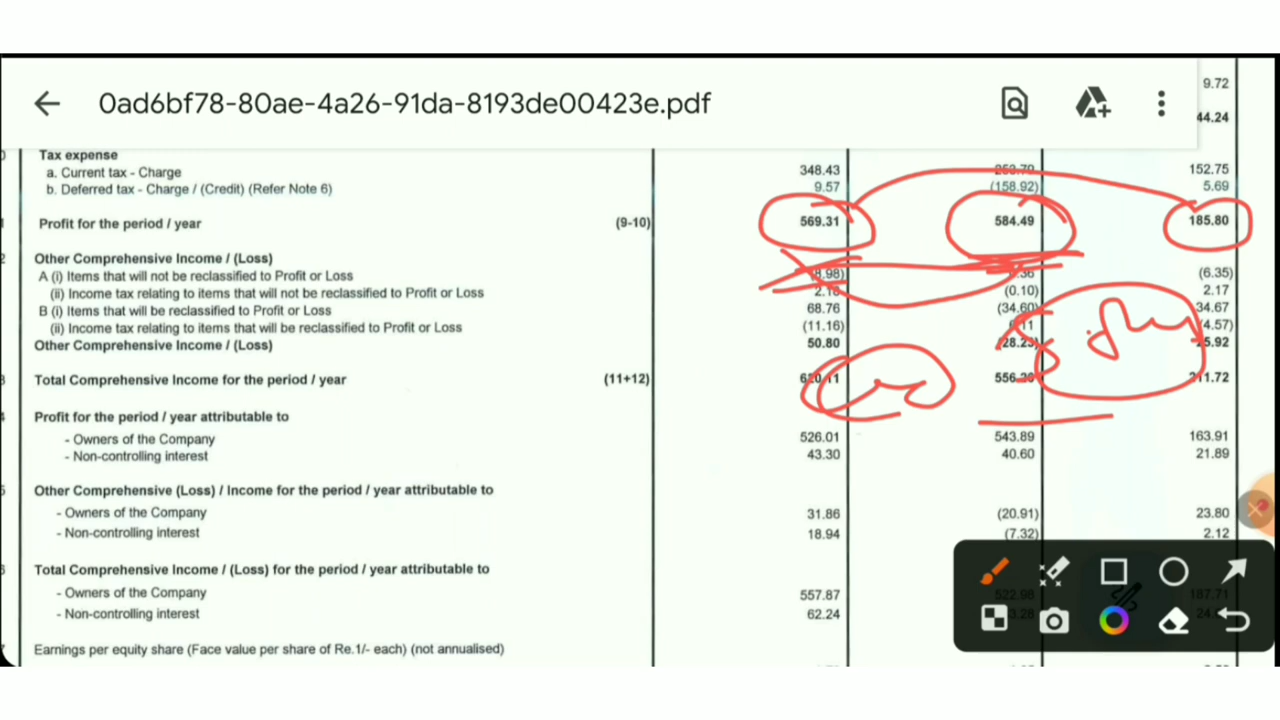 0ad6bf78-80ae-4a26-91da-8193de00423e.pdf
9.72
44.24
Tax expense
a. Current tax - Charge 348.43 152.75
b. Deferred tax - Charge / (Credit) (Refer Note 6) 9.57 (158.92) 5.69
Profit for the period / year (9-10) 569.31 584.49 185.80
Other Comprehensive Income / (Loss)
A (i) Items that will not be reclassified to Profit or Loss (8.98) (6.35)
(ii) Income tax relating to items that will not be reclassified to Profit or Loss (0.10) 2.17
B (i) Items that will be reclassified to Profit or Loss 68.76 (34.60) 34.67
(ii) Income tax relating to items that will be reclassified to Profit or Loss (11.16) (4.57)
Other Comprehensive Income / (Loss) 50.80
Total Comprehensive Income for the period / year (11+12)
Profit for the period / year attributable to
- Owners of the Company 526.01 543.89 163.91
- Non-controlling interest 43.30 40.60 21.89
Other Comprehensive (Loss) / Income for the period / year attributable to
- Owners of the Company 31.86 (20.91) 23.80
- Non-controlling interest 18.94 (7.32) 2.12
Total Comprehensive Income / (Loss) for the period / year attributable to
- Owners of the Company 557.87 522.98 187.71
- Non-controlling interest 62.24
Earnings per equity share (Face value per share of Re.1/- each) (not annualised)